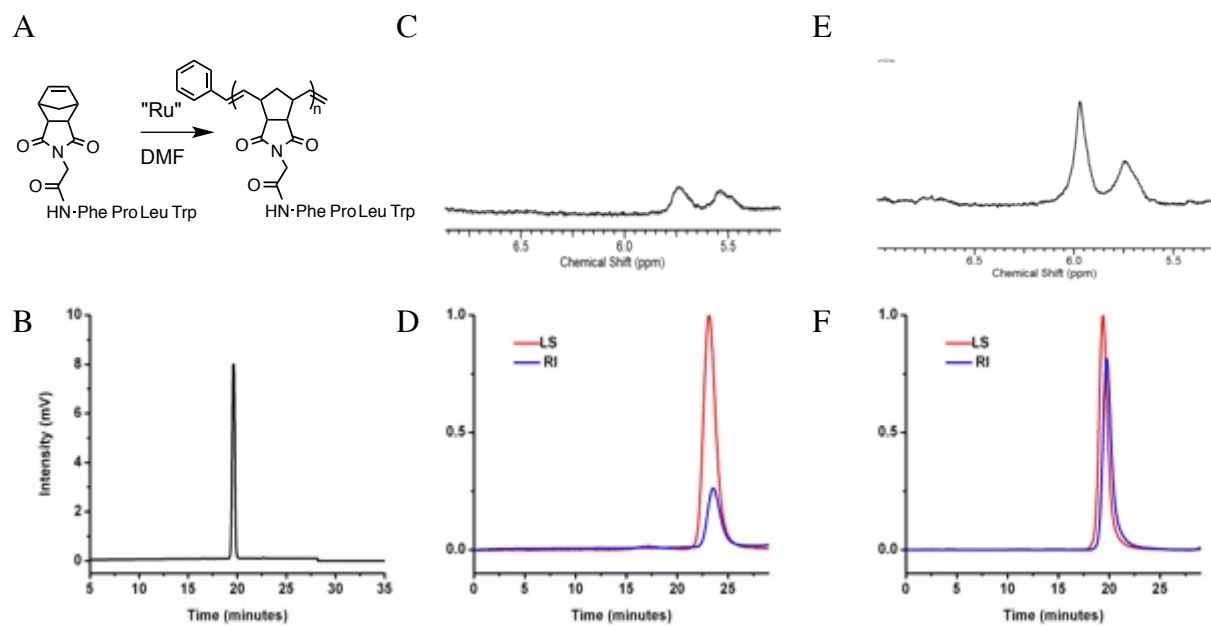 A
"Ru"
DMF
n
O
N
O
O
HN-Phe Pro Leu Trp
O
N
O
O
HN-Phe Pro Leu Trp
C
6.5
6.0
5.5
Chemical Shift (ppm)
E
6.5
6.0
5.5
Chemical Shift (ppm)
B
10
8
6
4
2
0
Intensity (mV)
5
10
15
20
25
30
35
Time (minutes)
D
1.0
0.5
0.0
LS
RI
0
5
10
15
20
25
Time (minutes)
F
1.0
0.5
0.0
LS
RI
0
5
10
15
20
25
Time (minutes)